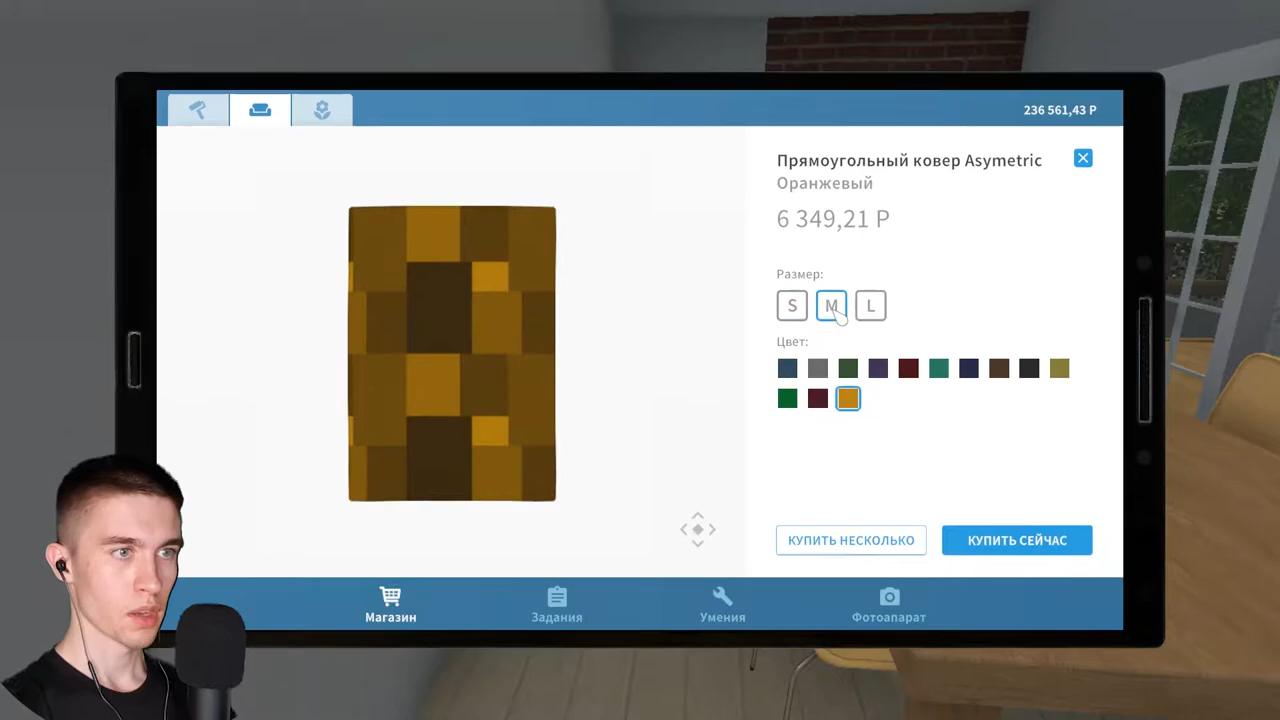 236 561,43 Р
Прямоугольный ковер Asymetric
Оранжевый
6 349,21 Р
Размер:
S M L
Цвет:
КУПИТЬ НЕСКОЛЬКО КУПИТЬ СЕЙЧАС
Магазин Задания Умения Фотоаппарат